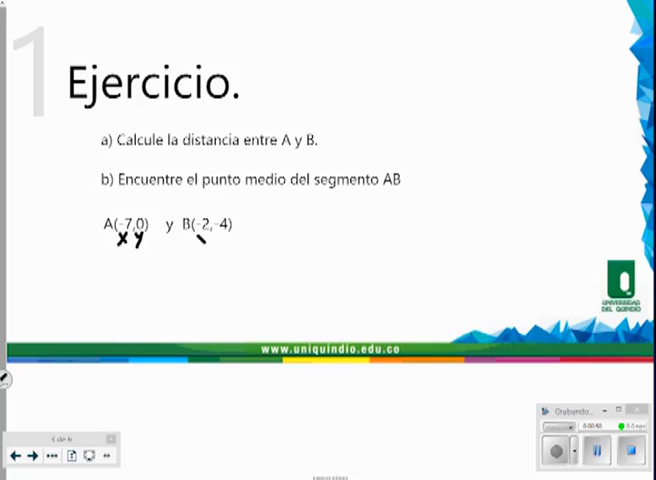 1
Ejercicio.
a) Calcule la distancia entre A y B.
b) Encuentre el punto medio del segmento AB
A(-7,0) y B(-2,-4)
x y
UNIVERSIDAD
DEL QUINDÍO
www.uniquindio.edu.co
Grabando...